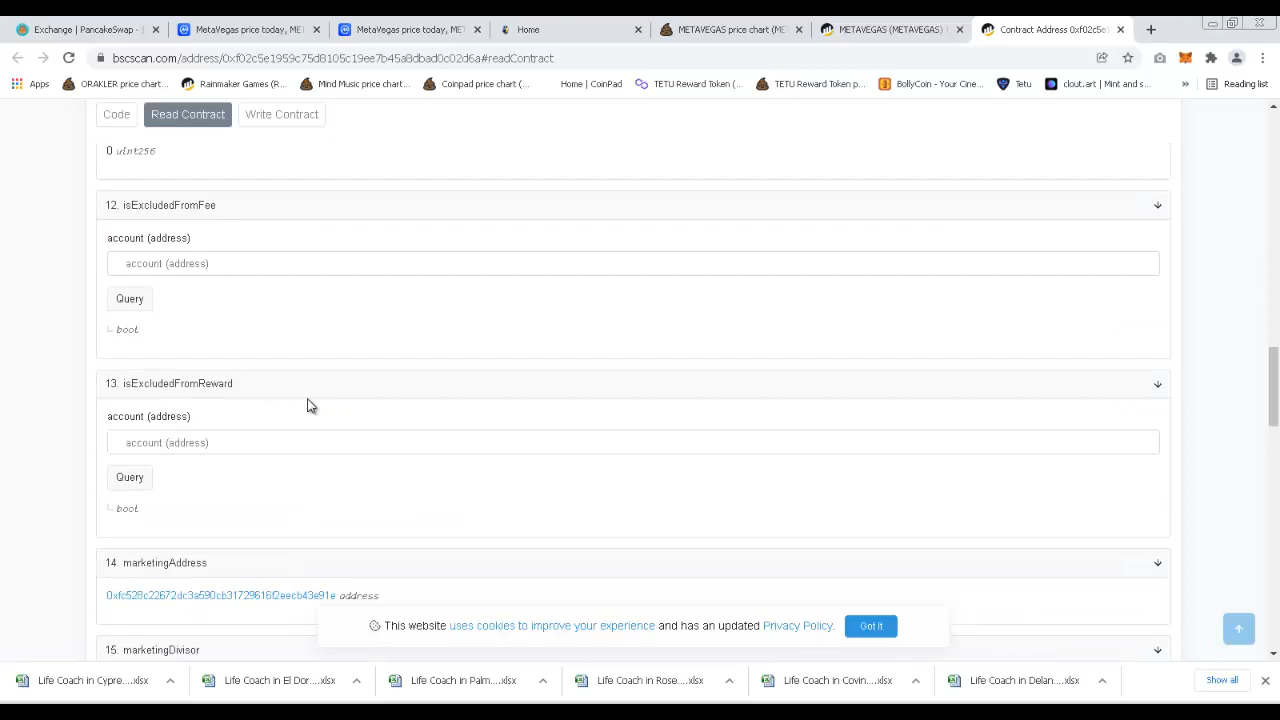 Exchange | PancakeSwap -
MetaVegas price today, ME
MetaVegas price today, ME
Home
METAVEGAS price chart (ME
METAVEGAS (METAVEGAS)
Contract Address 0xf02c5e1
bscscan.com/address/0xf02c5e1959c75d8105c19ee7b45a8dbad0c02d6
Apps
ORAKLER price chart...
Rainmaker Games (R...
Mind Music price chart...
Coinpad price chart (...
Home | CoinPad
TETU Reward Token (...
TETU Reward Token p...
BollyCoin - Your Cine...
Tetu
clout.art | Mint and s...
»
Reading list
Code
Read Contract
Write Contract
0 uint256
12. isExcludedFromFee
account (address)
account (address)
Query
bool
13. isExcludedFromReward
account (address)
account (address)
Query
bool
14. marketingAddress
0xfc528c22672dc3a590cb31729616f2eecb43e91e address
This website uses cookies to improve your experience and has an updated Privacy Policy.
Got It
15. marketingDivisor
Life Coach in Cypre....xlsx
Life Coach in El Dor....xlsx
Life Coach in Palm....xlsx
Life Coach in Rose....xlsx
Life Coach in Covin....xlsx
Life Coach in Delan....xlsx
Show all